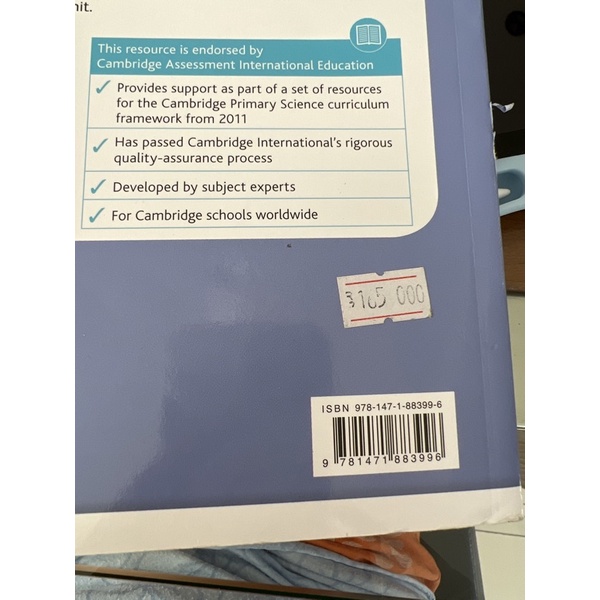 nit.
This resource is endorsed by
Cambridge Assessment International Education
✓ Provides support as part of a set of resources
for the Cambridge Primary Science curriculum
framework from 2011
✓ Has passed Cambridge International's rigorous
quality-assurance process
✓ Developed by subject experts
✓ For Cambridge schools worldwide
165 000
ISBN 978-147-1-88399-6
9 781471 883996